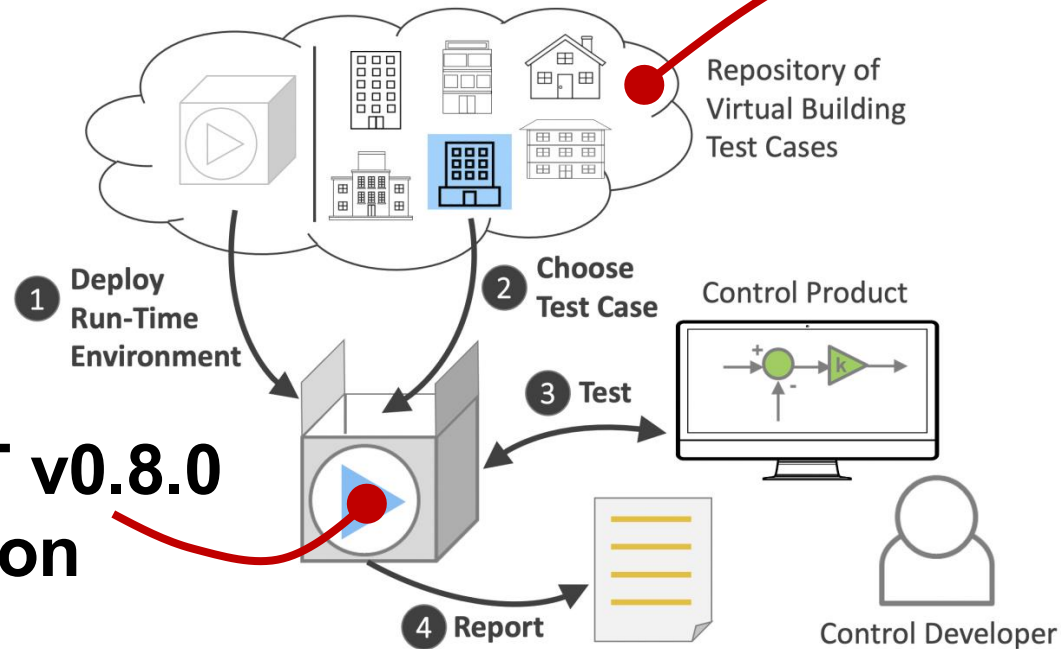 Repository of
Virtual Building
Test Cases
1 Deploy
Run-Time
Environment
2 Choose
Test Case
Control Product
+
-
k
3 Test
v0.8.0
on
4 Report
Control Developer